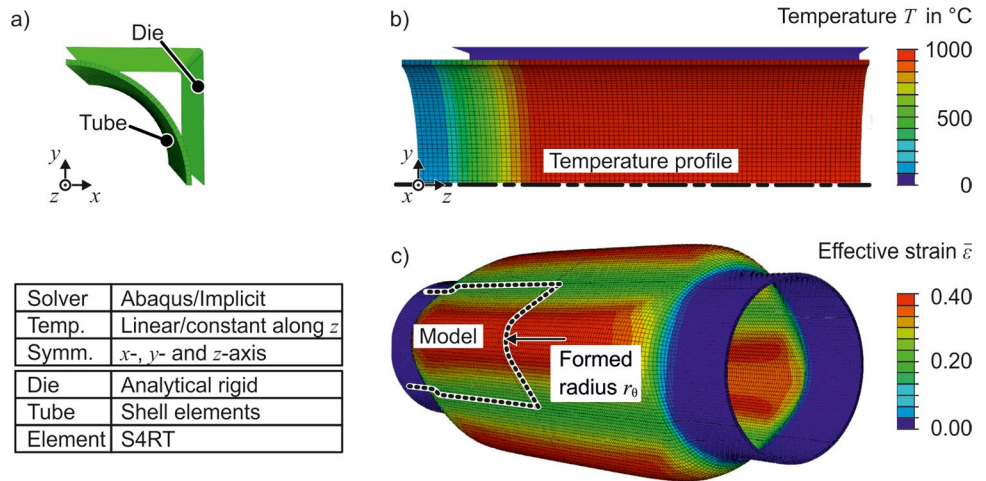 a)
Die
Tube
y
z
x
b)
Temperature T in °C
1000
500
0
Temperature profile
y
x
z
c)
Effective strain ε̄
0.40
0.20
0.00
Model
Formed
radius rθ
Solver Abaqus/Implicit
Temp. Linear/constant along z
Symm. x-, y- and z-axis
Die Analytical rigid
Tube Shell elements
Element S4RT